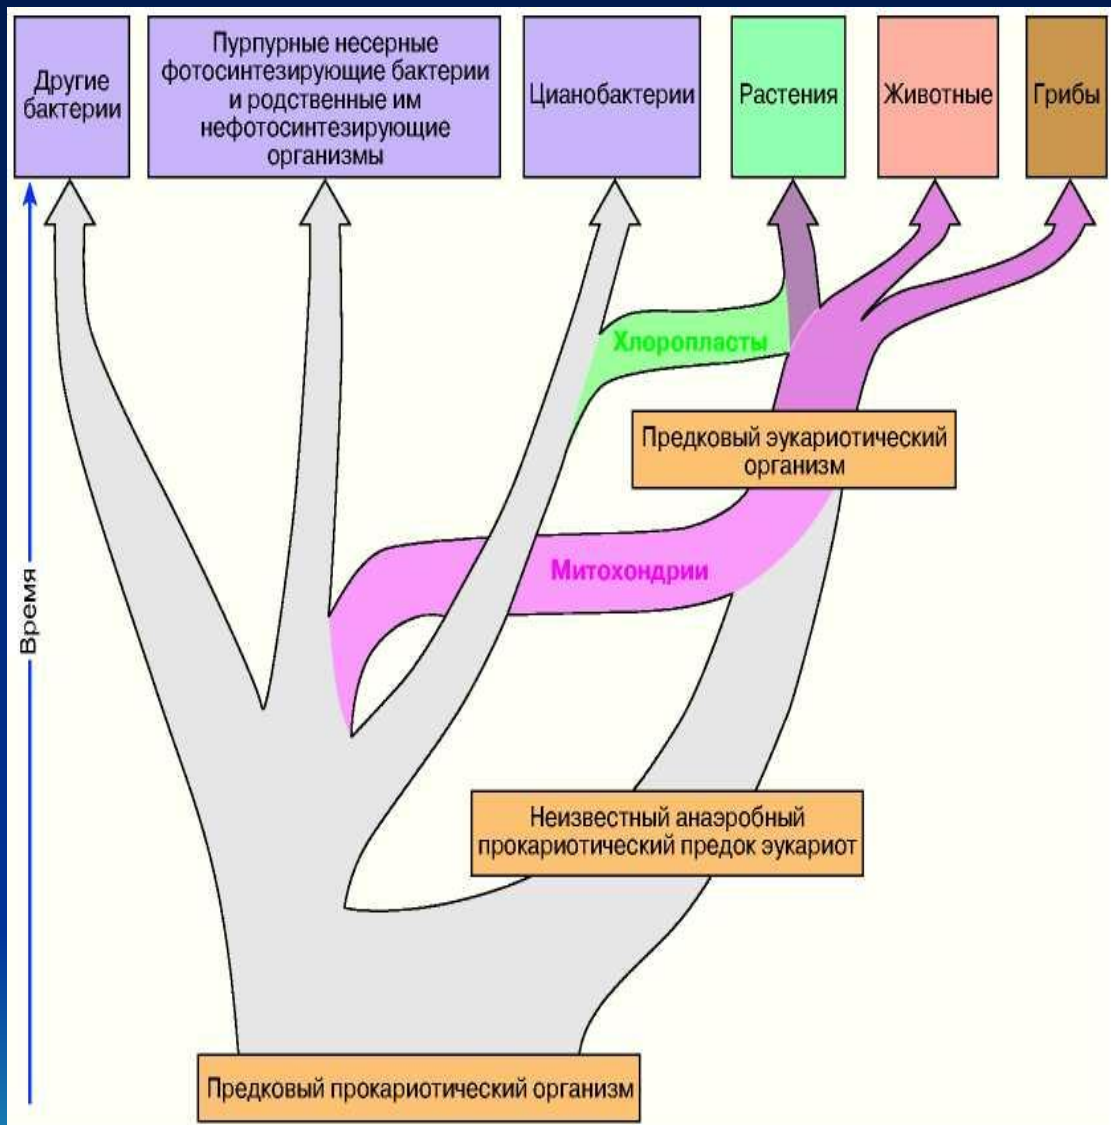 Другие
бактерии
Пурпурные несерные
фотосинтезирующие бактерии
и родственные им
нефотосинтезирующие
организмы
Цианобактерии
Растения
Животные
Грибы
Хлоропласты
Предковый эукариотический
организм
Митохондрии
Время
Неизвестный анаэробный
прокариотический предок эукариот
Предковый прокариотический организм